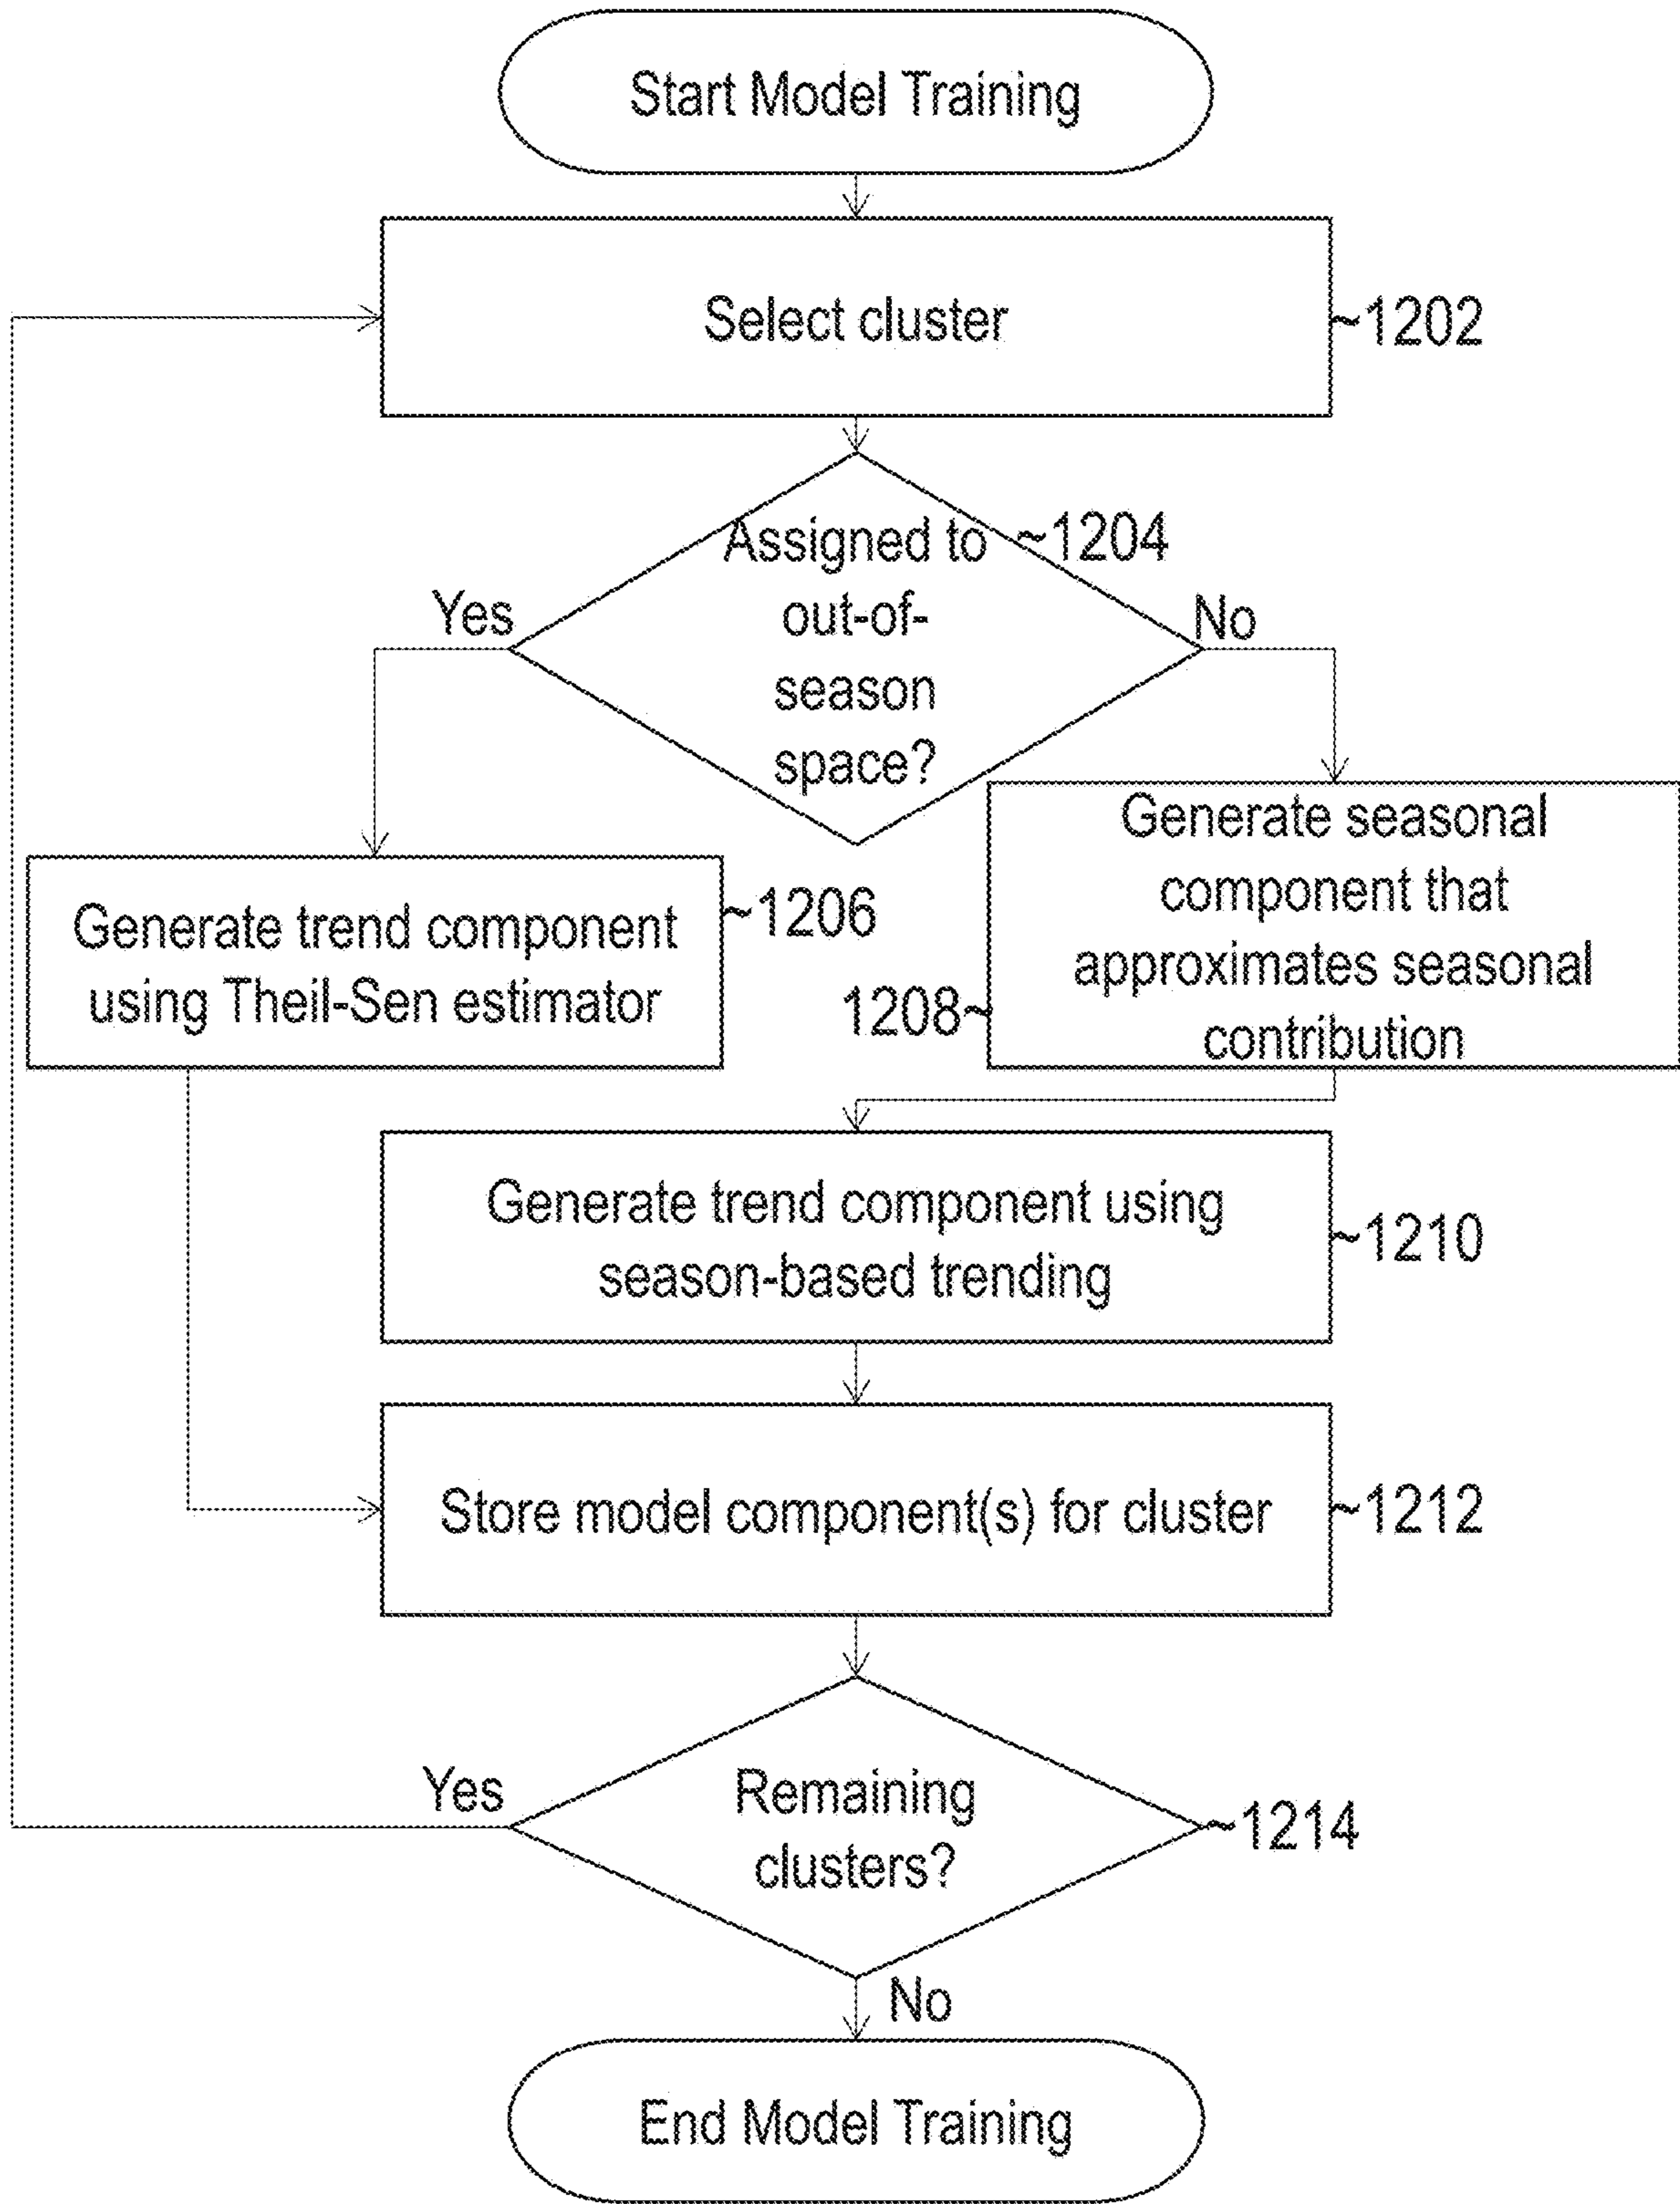 Start Model Training
Select cluster
~1202
Assigned to
~1204
out-of-
season
space?
Yes
No
Generate trend component
using Theil-Sen estimator
~1206
Generate seasonal
component that
approximates seasonal
contribution
1208~
Generate trend component using
season-based trending
~1210
Store model component(s) for cluster
~1212
Remaining
clusters?
~1214
Yes
No
End Model Training